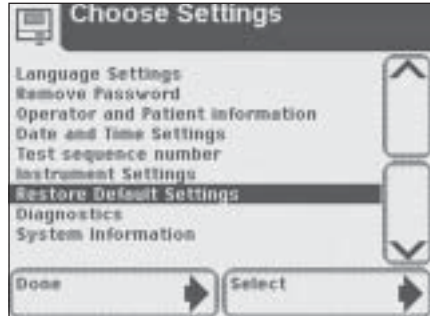 Choose Settings
Language Settings
Remove Password
Operator and Patient information
Date and Time Settings
Test sequence number
Instrument Settings
Restore Default Settings
Diagnostics
System Information
Done
Select